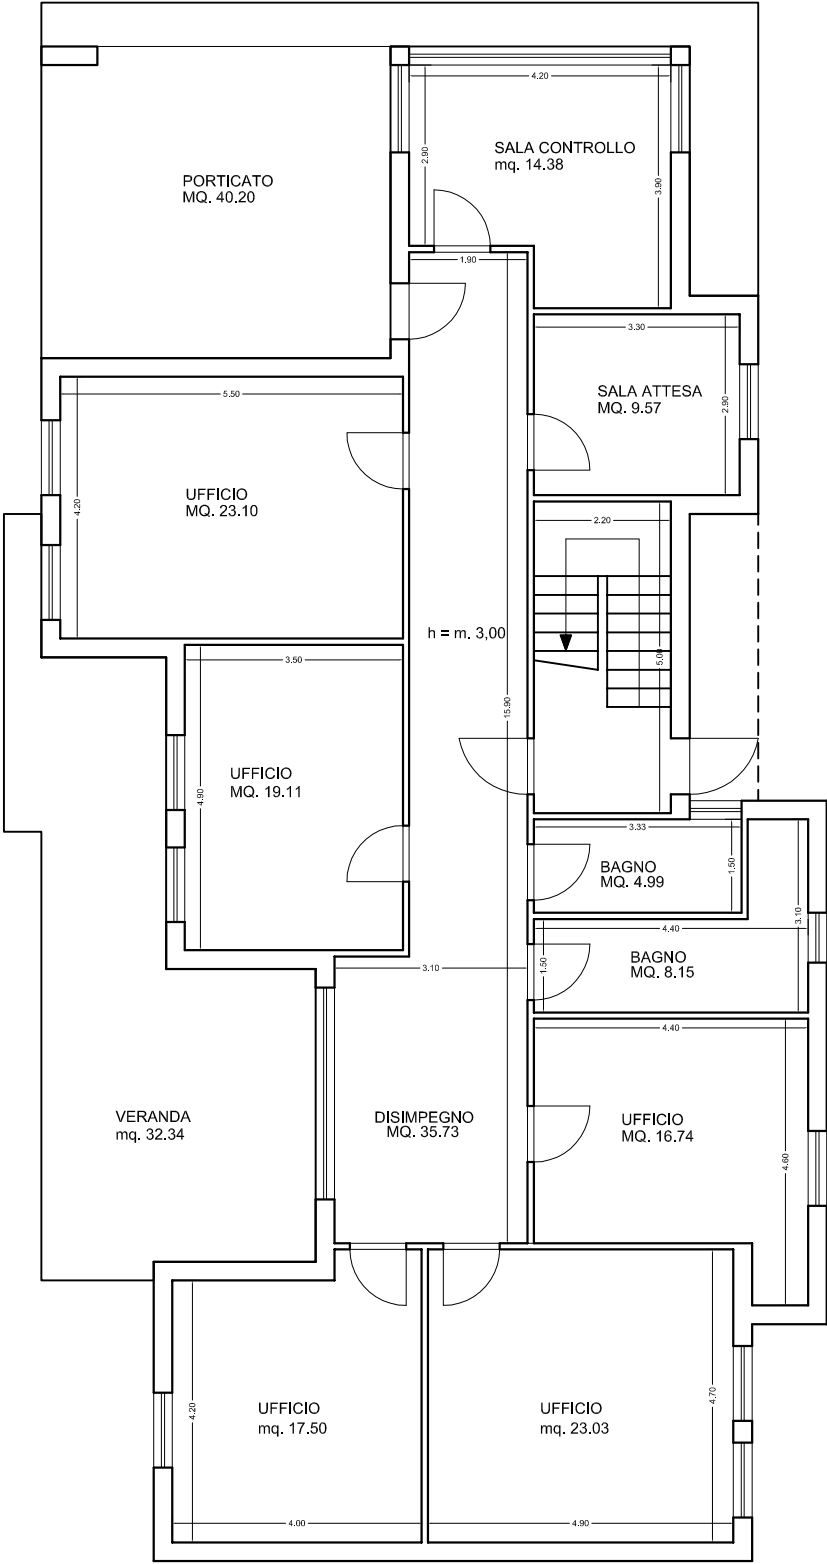 4.20
2.90
SALA CONTROLLO
mq. 14.38
3.90
PORTICATO
MQ. 40.20
1.90
3.30
SALA ATTESA
MQ. 9.57
2.90
5.50
4.20
UFFICIO
MQ. 23.10
2.20
h = m. 3,00
5.00
15.90
3.50
UFFICIO
MQ. 19.11
4.90
3.33
1.50
BAGNO
MQ. 4.99
3.10
4.40
1.50
BAGNO
MQ. 8.15
3.10
4.40
VERANDA
mq. 32.34
DISIMPEGNO
MQ. 35.73
UFFICIO
MQ. 16.74
4.60
4.20
UFFICIO
mq. 17.50
4.00
UFFICIO
mq. 23.03
4.70
4.90